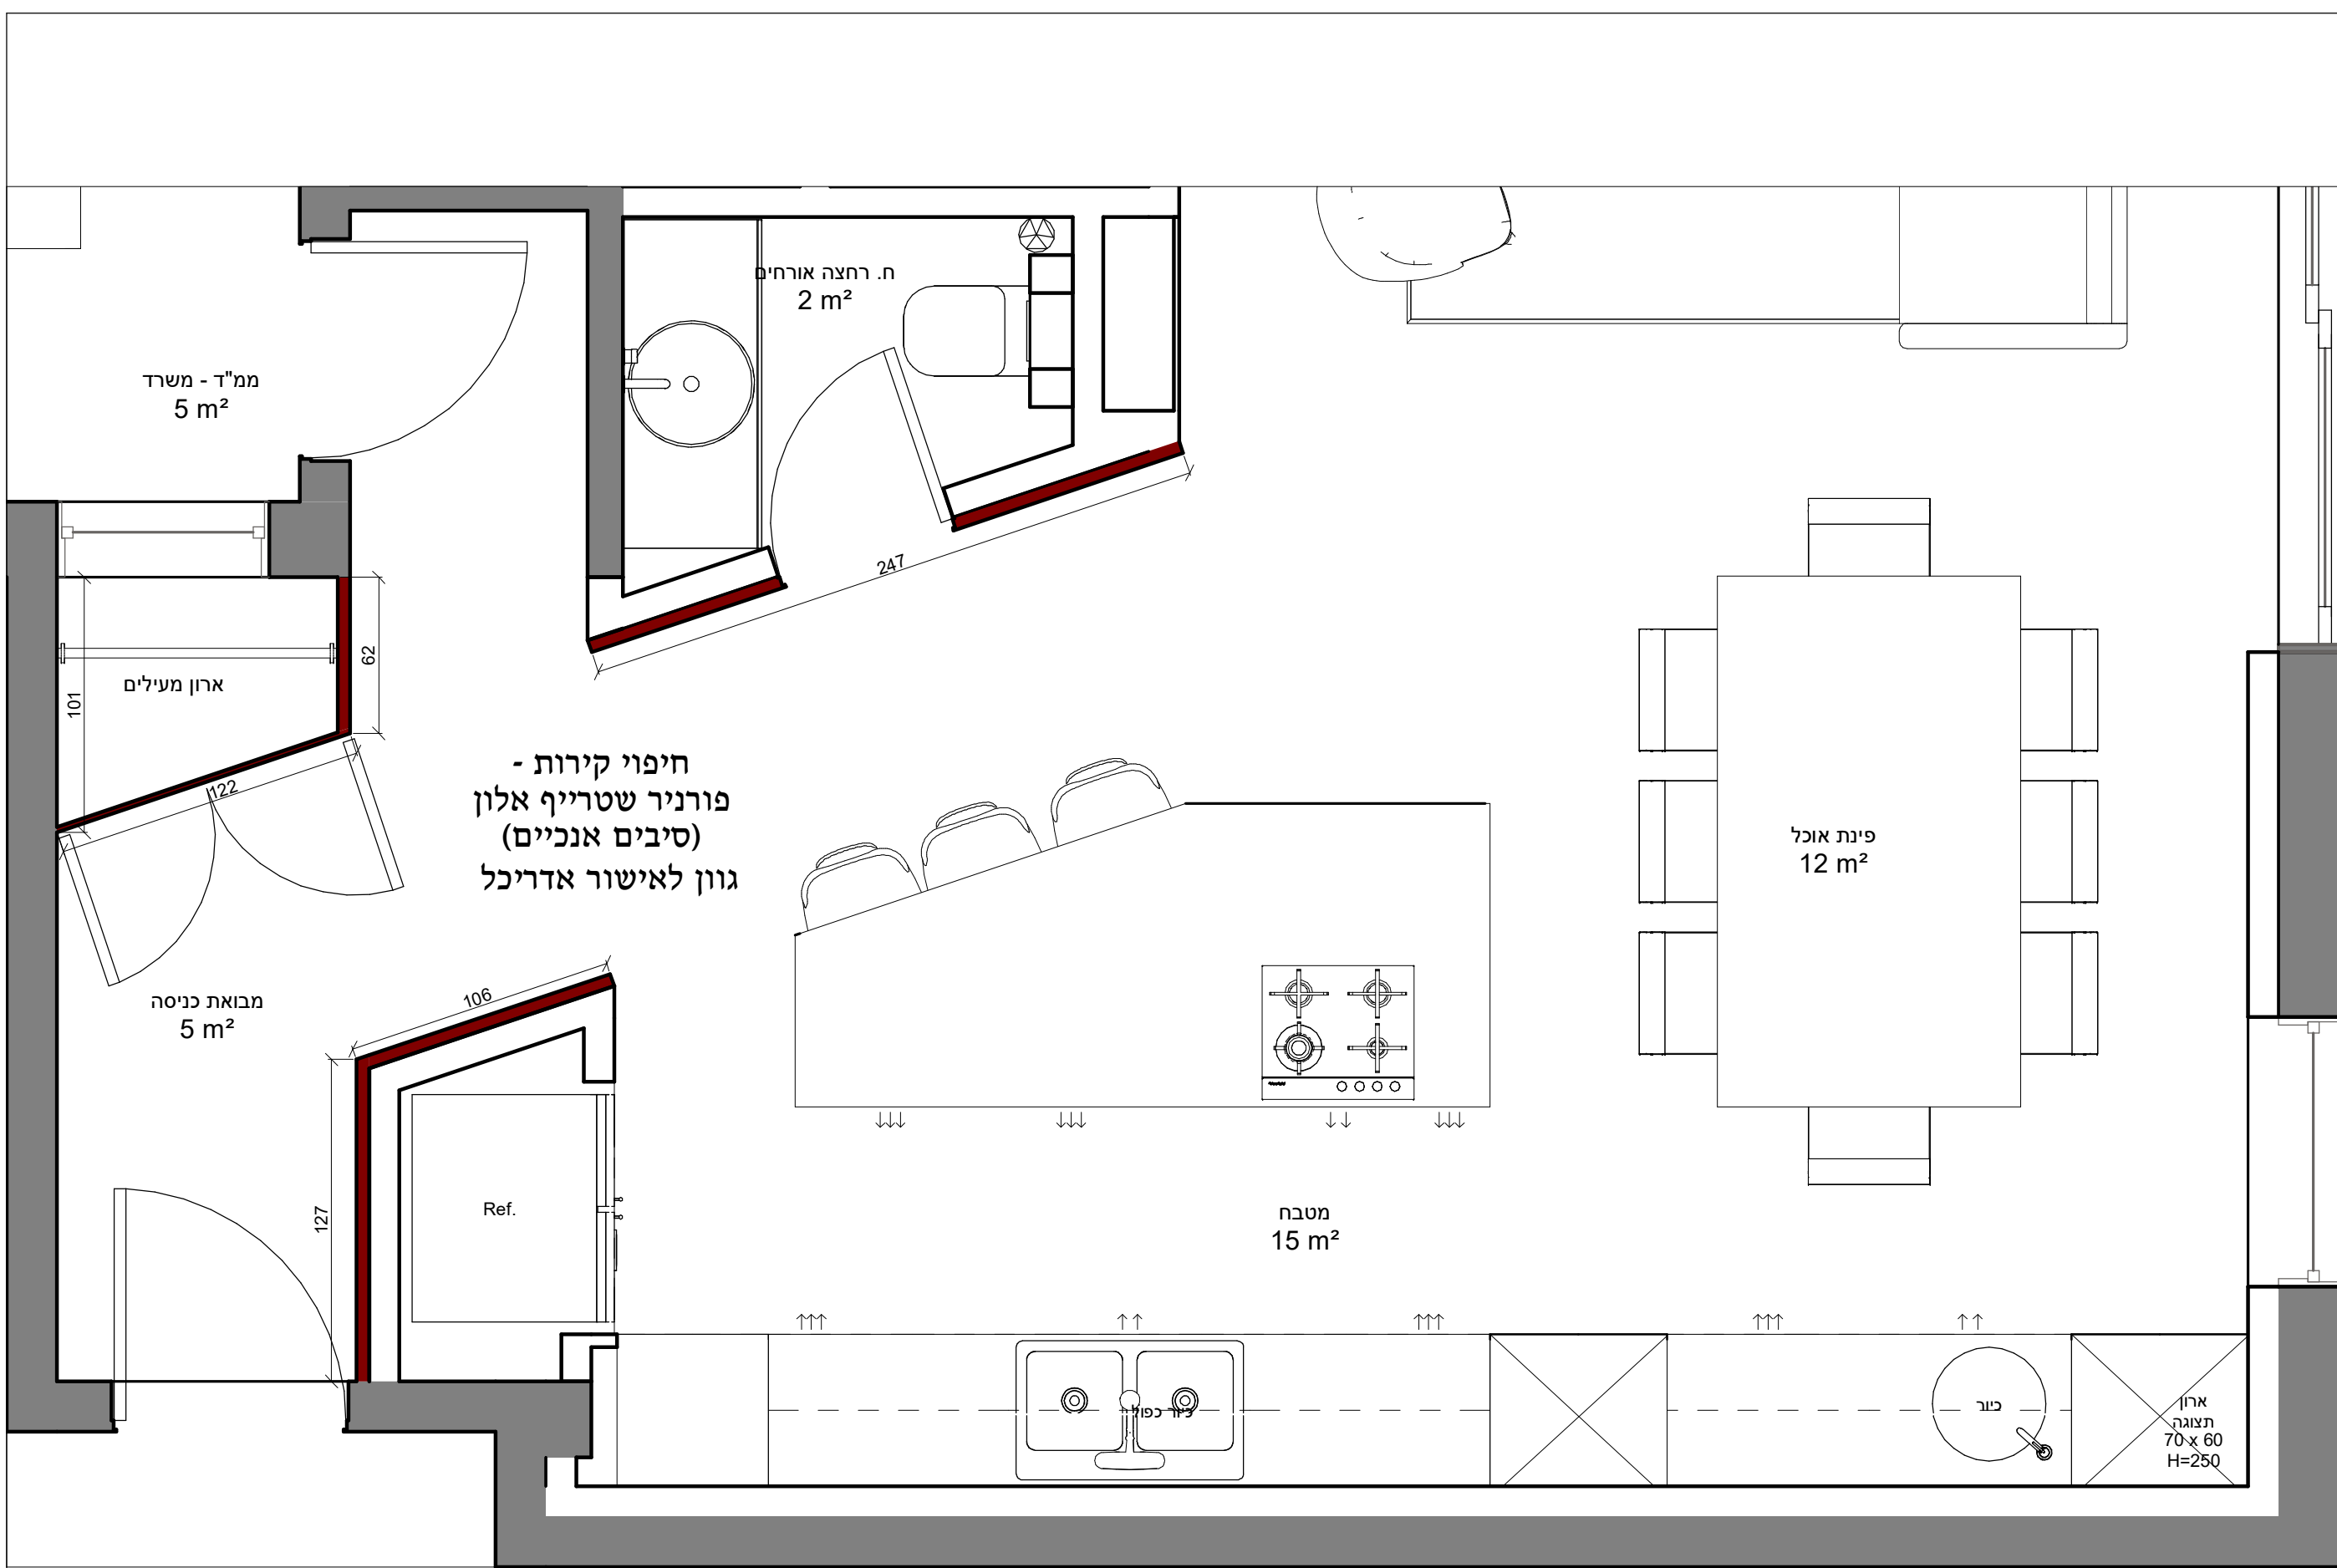 ח. רחצה אורחים
2 m²
ממ"ד - משרד
5 m²
247
62
101
ארון מעילים
122
חיפוי קירות -
פורניר שטרייף אלון
(סיבים אנכיים)
גוון לאישור אדריכל
פינת אוכל
12 m²
106
מבואת כניסה
5 m²
127
Ref.
מטבח
15 m²
כיור כפול
כיור
ארון
תצוגה
70 x 60
H=250